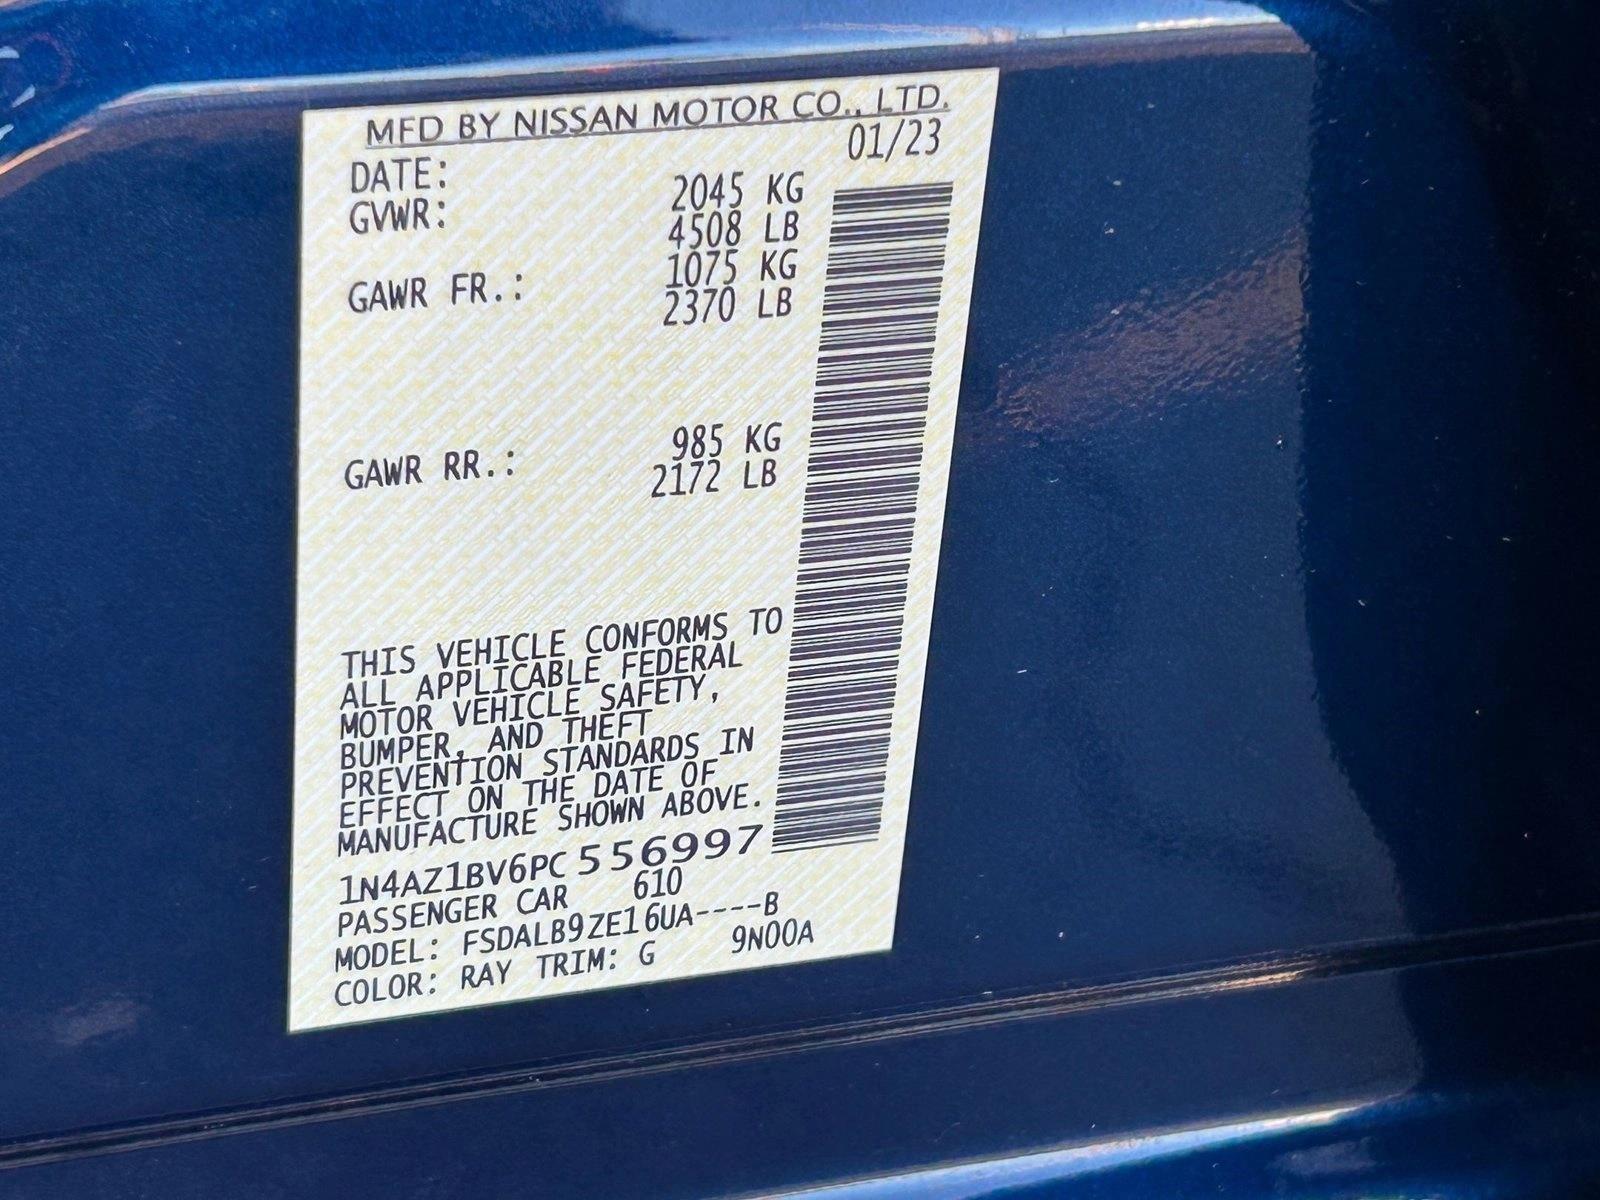 MFD BY NISSAN MOTOR CO., LTD.
DATE: 01/23
GVWR: 2045 KG
4508 LB
GAWR FR.: 1075 KG
2370 LB
GAWR RR.: 985 KG
2172 LB
THIS VEHICLE CONFORMS TO
ALL APPLICABLE FEDERAL
MOTOR VEHICLE SAFETY,
BUMPER, AND THEFT
PREVENTION STANDARDS IN
EFFECT ON THE DATE OF
MANUFACTURE SHOWN ABOVE.
1N4AZ1BV6PC556997
PASSENGER CAR 610
MODEL: FSDALB9ZE16UA----B
COLOR: RAY TRIM: G 9N00A